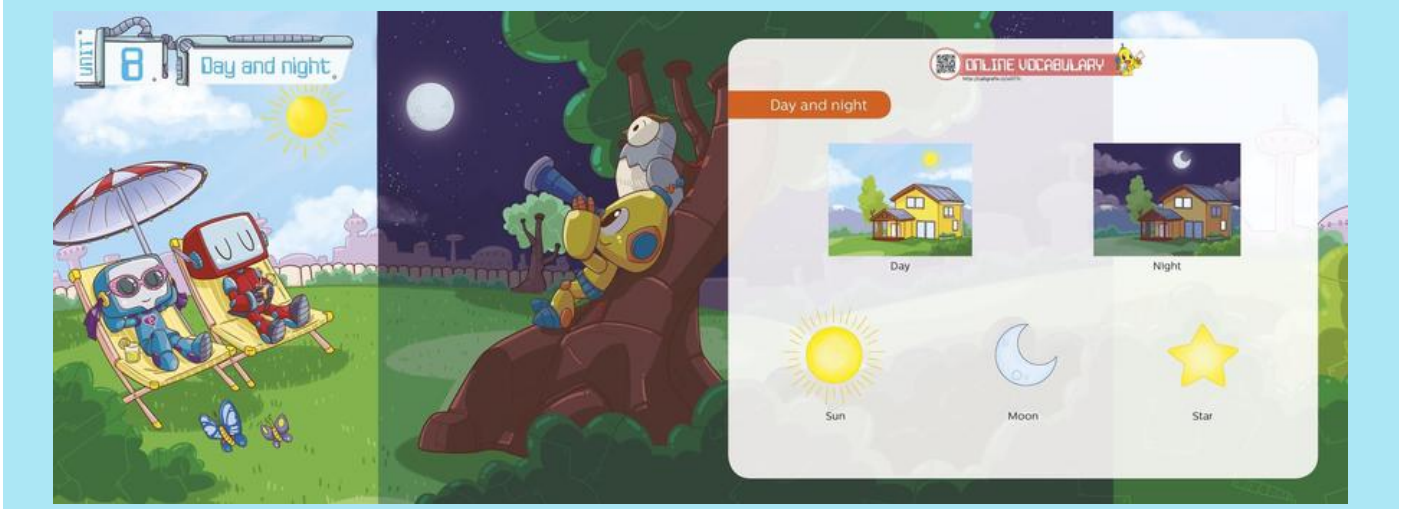 UNIT
8.
Day and night.
ONLINE VOCABULARY
Day and night
Day
Night
Sun
Moon
Star